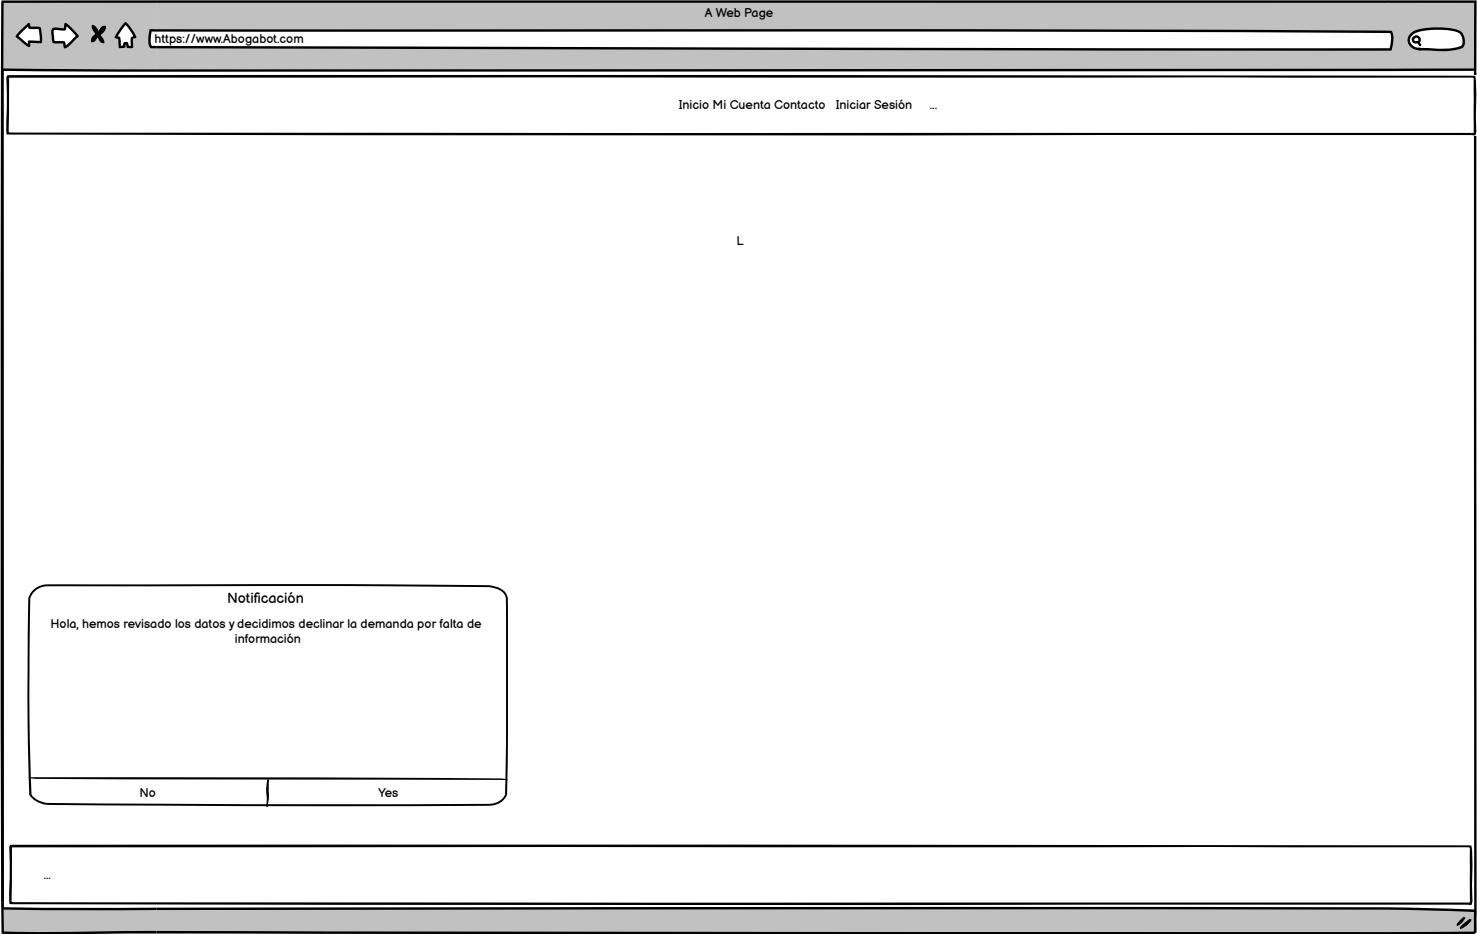 A Web Page
https://www.Abogabot.com
Inicio Mi Cuenta Contacto Iniciar Sesión ...
L
Notificación
Hola, hemos revisado los datos y decidimos declinar la demanda por falta de
información
No Yes
...